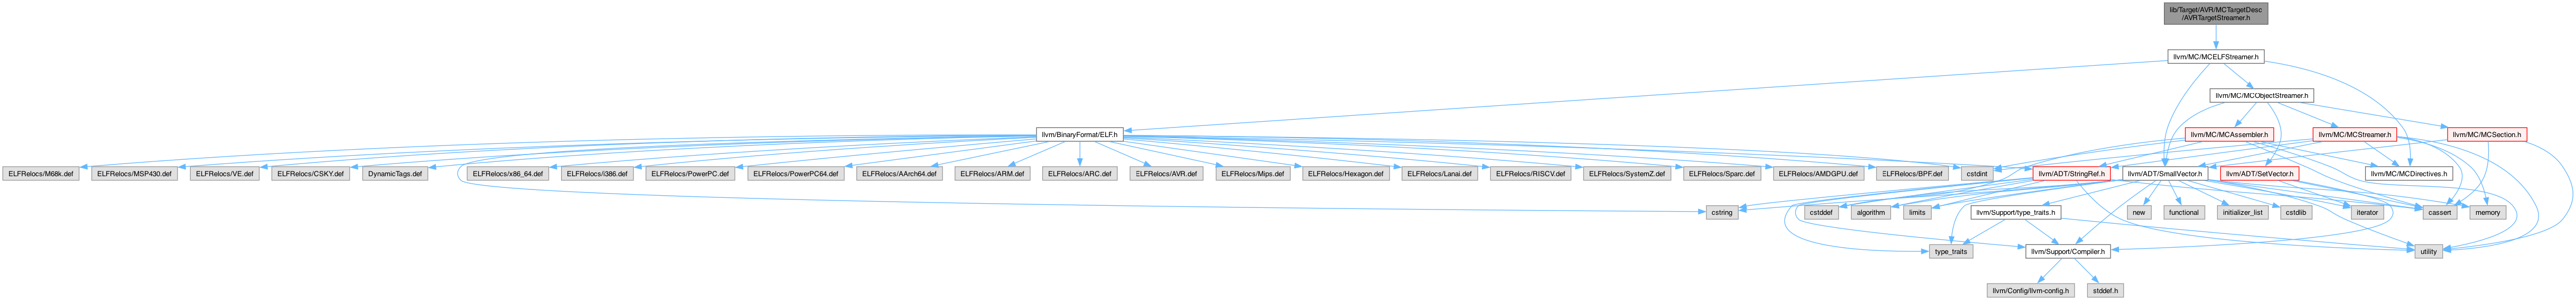 lib/Target/AVR/MCTargetDesc
/AVRTargetStreamer.h
llvm/MC/MCELFStreamer.h
llvm/MC/MCObjectStreamer.h
llvm/BinaryFormat/ELF.h
llvm/MC/MCAssembler.h
llvm/MC/MCStreamer.h
llvm/MC/MCSection.h
ELFRelocs/M68k.def
ELFRelocs/MSP430.def
ELFRelocs/VE.def
ELFRelocs/CSKY.def
DynamicTags.def
ELFRelocs/x86_64.def
ELFRelocs/i386.def
ELFRelocs/PowerPC.def
ELFRelocs/PowerPC64.def
ELFRelocs/AArch64.def
ELFRelocs/ARM.def
ELFRelocs/ARC.def
ELFRelocs/AVR.def
ELFRelocs/Mips.def
ELFRelocs/Hexagon.def
ELFRelocs/Lanai.def
ELFRelocs/RISCV.def
ELFRelocs/SystemZ.def
ELFRelocs/Sparc.def
ELFRelocs/AMDGPU.def
ELFRelocs/BPF.def
cstdint
llvm/ADT/StringRef.h
llvm/ADT/SmallVector.h
llvm/ADT/SetVector.h
llvm/MC/MCDirectives.h
cstring
cstddef
algorithm
limits
llvm/Support/type_traits.h
new
functional
initializer_list
cstdlib
iterator
cassert
memory
type_traits
llvm/Support/Compiler.h
utility
llvm/Config/llvm-config.h
stddef.h